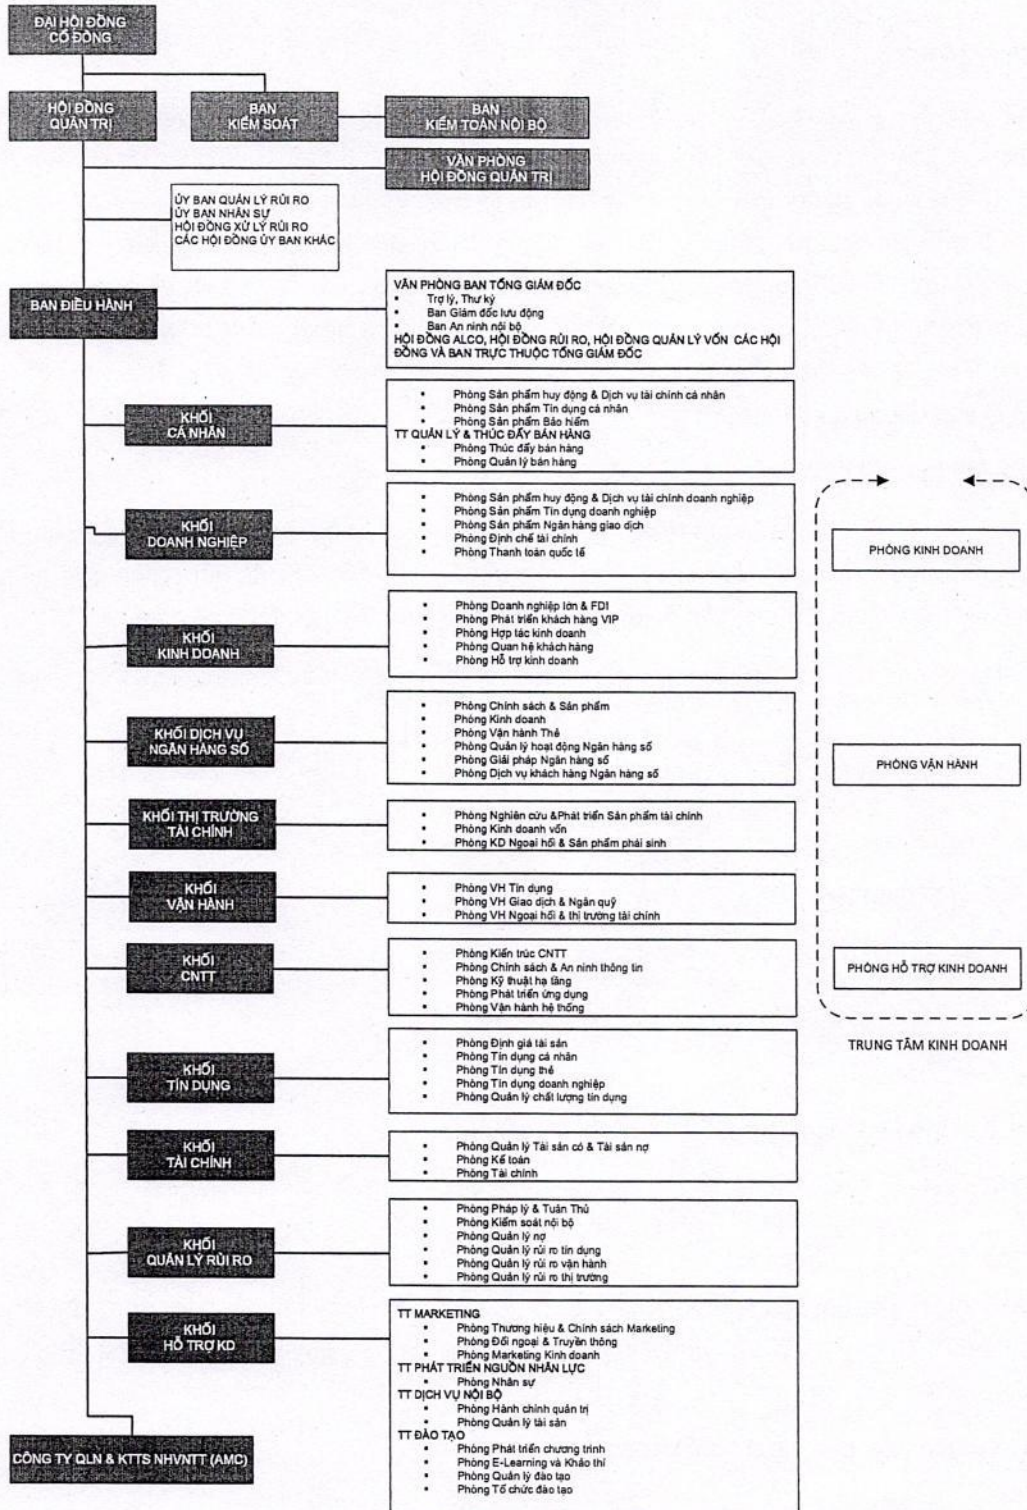 ĐẠI HỘI ĐỒNG
CỔ ĐÔNG
HỘI ĐỒNG
QUẢN TRỊ
BAN
KIỂM SOÁT
BAN
KIỂM TOÁN NỘI BỘ
VĂN PHÒNG
HỘI ĐỒNG QUẢN TRỊ
ỦY BAN QUẢN LÝ RỦI RO
ỦY BAN NHÂN SỰ
HỘI ĐỒNG XỬ LÝ RỦI RO
CÁC HỘI ĐỒNG ỦY BAN KHÁC
BAN ĐIỀU HÀNH
VĂN PHÒNG BAN TỔNG GIÁM ĐỐC
Trợ lý, Thư ký
Ban Giám đốc lưu động
Ban An ninh nội bộ
HỘI ĐỒNG ALCO, HỘI ĐỒNG RỦI RO, HỘI ĐỒNG QUẢN LÝ VỐN CÁC HỘI
ĐỒNG VÀ BAN TRỰC THUỘC TỔNG GIÁM ĐỐC
KHỐI
CÁ NHÂN
Phòng Sản phẩm huy động & Dịch vụ tài chính cá nhân
Phòng Sản phẩm Tín dụng cá nhân
Phòng Sản phẩm Bảo hiểm
TT QUẢN LÝ & THÚC ĐẨY BÁN HÀNG
Phòng Thúc đẩy bán hàng
Phòng Quản lý bán hàng
KHỐI
DOANH NGHIỆP
Phòng Sản phẩm huy động & Dịch vụ tài chính doanh nghiệp
Phòng Sản phẩm Tín dụng doanh nghiệp
Phòng Sản phẩm Ngân hàng giao dịch
Phòng Định chế tài chính
Phòng Thanh toán quốc tế
KHỐI
KINH DOANH
Phòng Doanh nghiệp lớn & FDI
Phòng Phát triển khách hàng VIP
Phòng Hợp tác kinh doanh
Phòng Quan hệ khách hàng
Phòng Hỗ trợ kinh doanh
KHỐI DỊCH VỤ
NGÂN HÀNG SỐ
Phòng Chính sách & Sản phẩm
Phòng Kinh doanh
Phòng Vận hành Thẻ
Phòng Quản lý hoạt động Ngân hàng số
Phòng Giải pháp Ngân hàng số
Phòng Dịch vụ khách hàng Ngân hàng số
KHỐI THỊ TRƯỜNG
TÀI CHÍNH
Phòng Nghiên cứu &Phát triển Sản phẩm tài chính
Phòng Kinh doanh vốn
Phòng KD Ngoại hối & Sản phẩm phái sinh
KHỐI
VẬN HÀNH
Phòng VH Tín dụng
Phòng VH Giao dịch & Ngân quỹ
Phòng VH Ngoại hối & thị trường tài chính
KHỐI
CNTT
Phòng Kiến trúc CNTT
Phòng Chính sách & An ninh thông tin
Phòng Kỹ thuật hạ tầng
Phòng Phát triển ứng dụng
Phòng Vận hành hệ thống
KHỐI
TÍN DỤNG
Phòng Định giá tài sản
Phòng Tín dụng cá nhân
Phòng Tín dụng thẻ
Phòng Tín dụng doanh nghiệp
Phòng Quản lý chất lượng tín dụng
KHỐI
TÀI CHÍNH
Phòng Quản lý Tài sản có & Tài sản nợ
Phòng Kế toán
Phòng Tài chính
KHỐI
QUẢN LÝ RỦI RO
Phòng Pháp lý & Tuân Thủ
Phòng Kiểm soát nội bộ
Phòng Quản lý nợ
Phòng Quản lý rủi ro tín dụng
Phòng Quản lý rủi ro vận hành
Phòng Quản lý rủi ro thị trường
KHỐI
HỖ TRỢ KD
TT MARKETING
Phòng Thương hiệu & Chính sách Marketing
Phòng Đối ngoại & Truyền thông
Phòng Marketing Kinh doanh
TT PHÁT TRIỂN NGUỒN NHÂN LỰC
Phòng Nhân sự
TT DỊCH VỤ NỘI BỘ
Phòng Hành chính quản trị
Phòng Quản lý tài sản
TT ĐÀO TẠO
Phòng Phát triển chương trình
Phòng E-Learning và Khảo thí
Phòng Quản lý đào tạo
Phòng Tổ chức đào tạo
CÔNG TY QLN & KTTS NHVNTT (AMC)
PHÒNG KINH DOANH
PHÒNG VẬN HÀNH
PHÒNG HỖ TRỢ KINH DOANH
TRUNG TÂM KINH DOANH